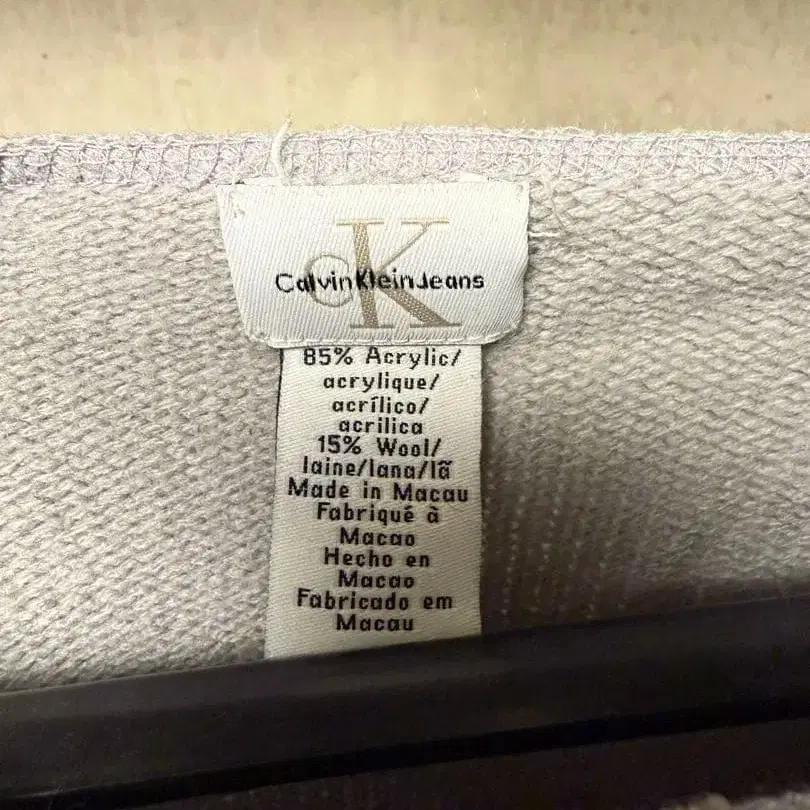 cK
CalvinKleinJeans
85% Acrylic/
acrylique/
acrílico/
acrilica
15% Wool/
laine/lana/lã
Made in Macau
Fabriqué à
Macao
Hecho en
Macao
Fabricado em
Macau